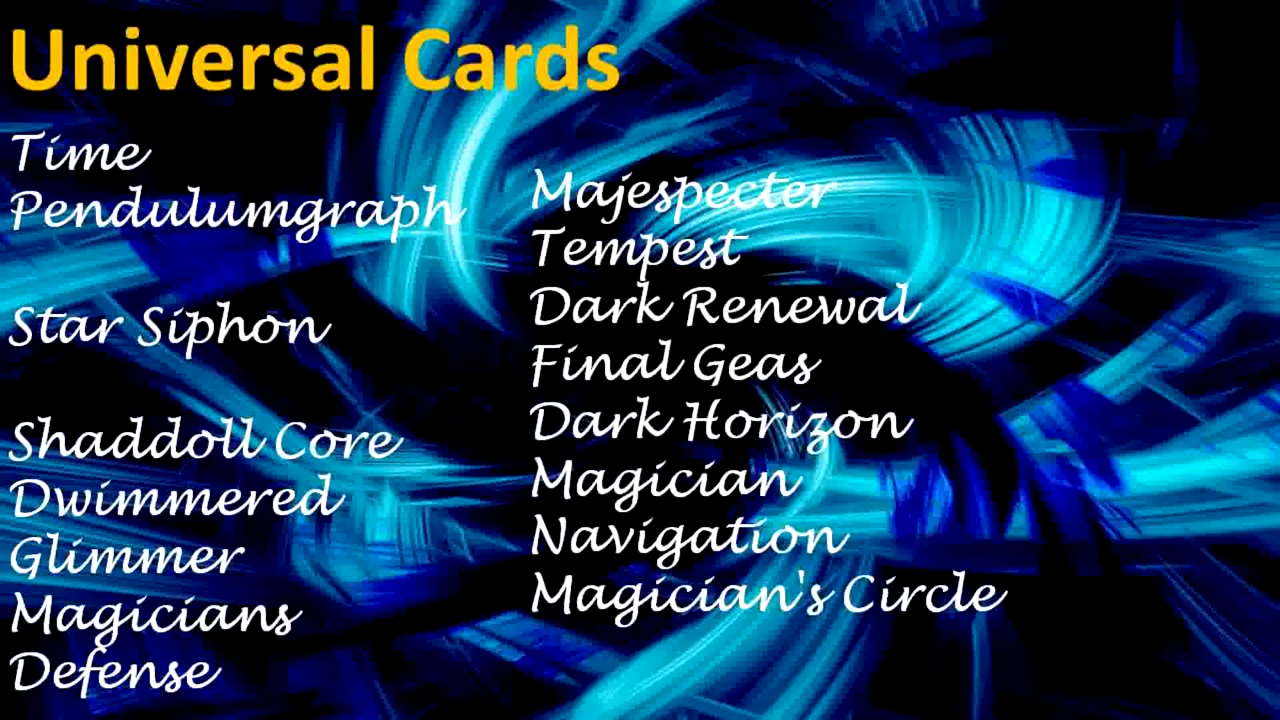 Universal Cards
Time
Pendulumgraph
Star Siphon
Shaddoll Core
Dwimmered
Glimmer
Magicians
Defense
Majespecter
Tempest
Dark Renewal
Final Geas
Dark Horizon
Magician
Navigation
Magician's Circle